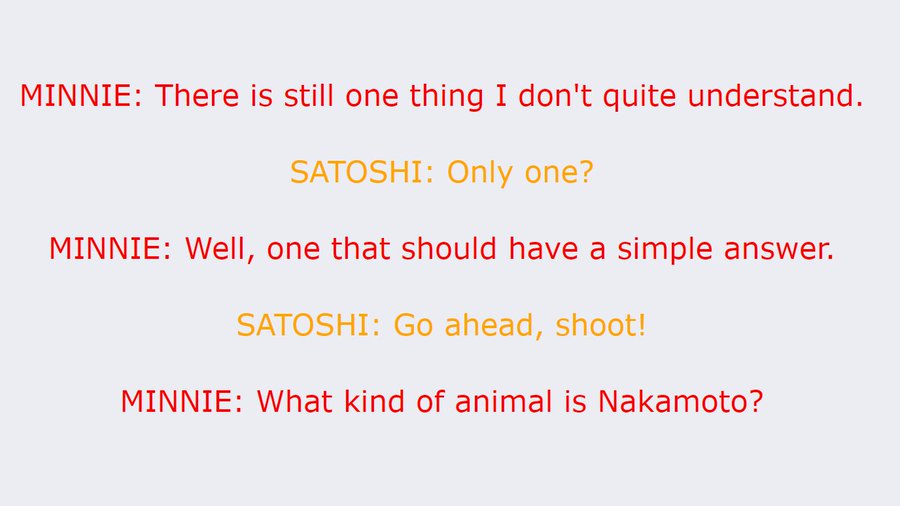 MINNIE: There is still one thing I don't quite understand.
SATOSHI: Only one?
MINNIE: Well, one that should have a simple answer.
SATOSHI: Go ahead, shoot!
MINNIE: What kind of animal is Nakamoto?